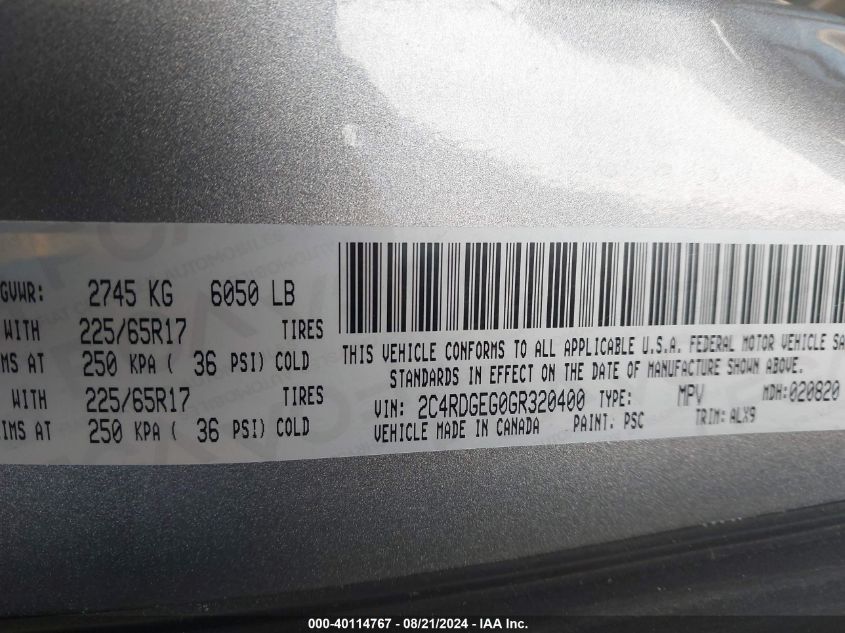 GVWR: 2745 KG 6050 LB
WITH 225/65R17 TIRES
IMS AT 250 KPA ( 36 PSI) COLD
WITH 225/65R17 TIRES
IMS AT 250 KPA ( 36 PSI) COLD
THIS VEHICLE CONFORMS TO ALL APPLICABLE U.S.A. FEDERAL MOTOR VEHICLE SA
STANDARDS IN EFFECT ON THE DATE OF MANUFACTURE SHOWN ABOVE.
VIN: 2C4RDGEG0GR320400 TYPE: MPV MDH:020820
VEHICLE MADE IN CANADA PAINT: PSC TRIM: ALX9
000-40114767 - 08/21/2024 - IAA Inc.